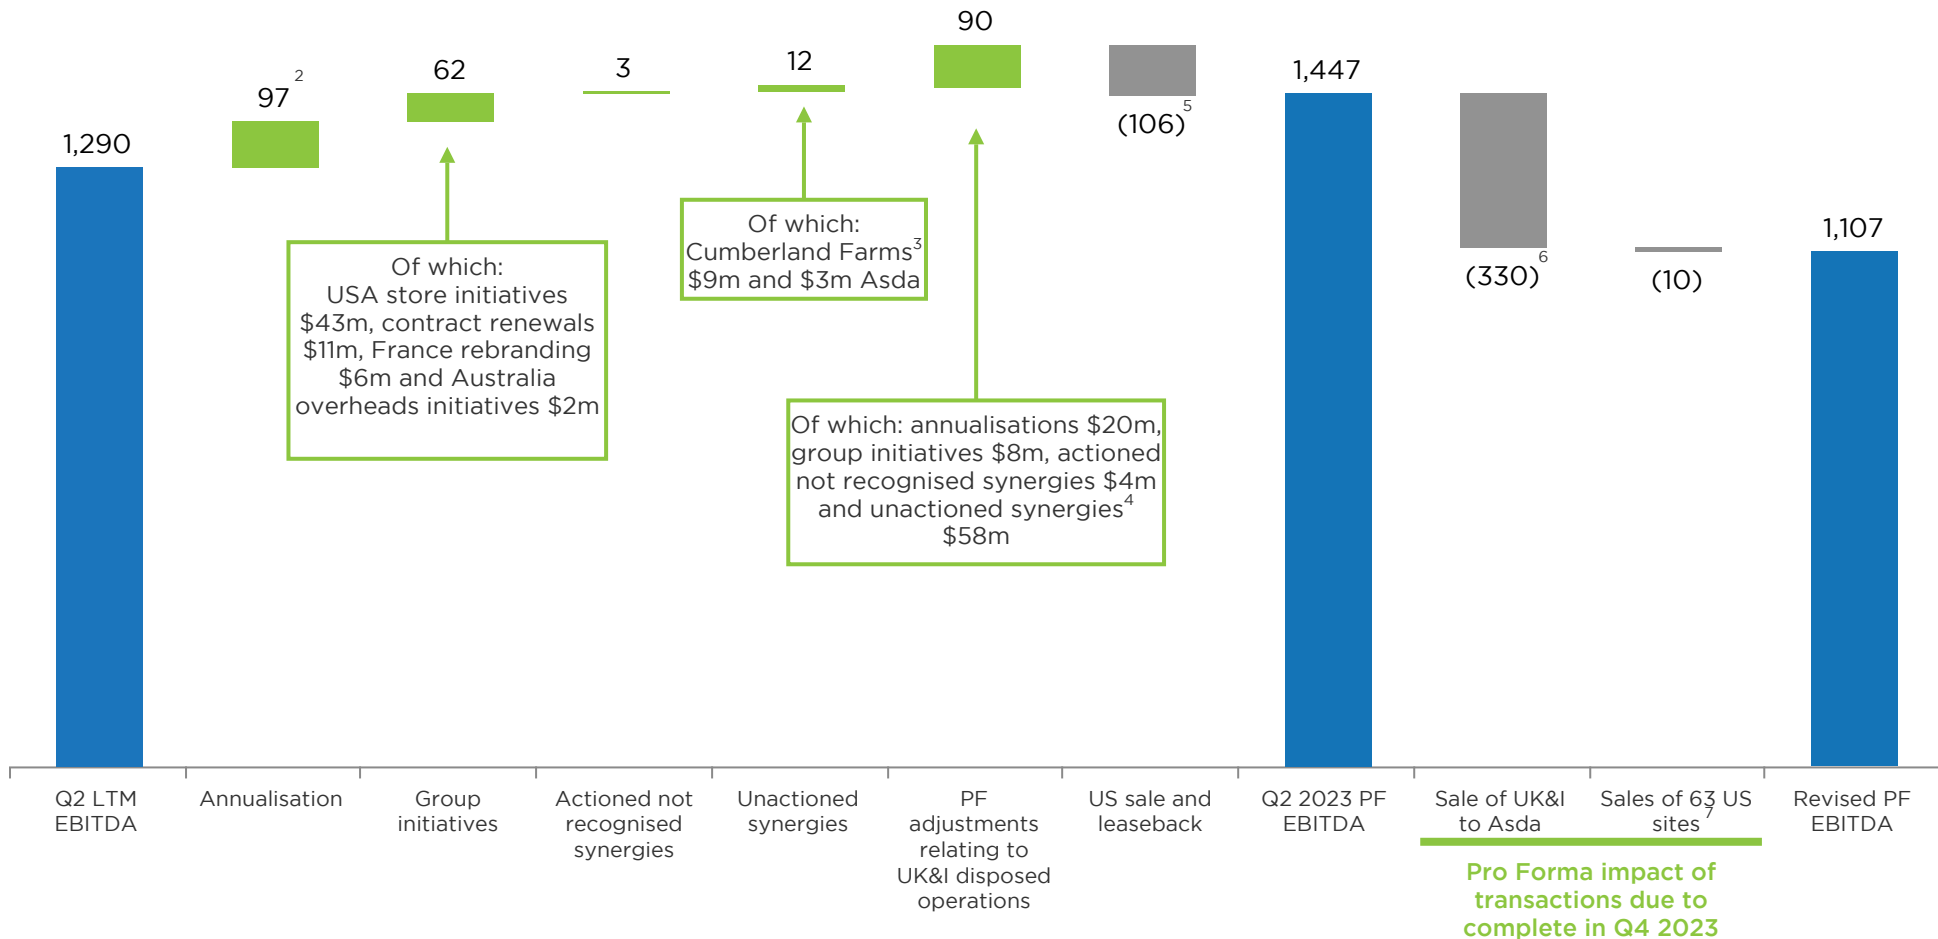 1,290
97 2
62
3
12
90
(106) 5
1,447
(330) 6
(10)
1,107
Of which:
USA store initiatives
$43m, contract renewals
$11m, France rebranding
$6m and Australia
overheads initiatives $2m
Of which:
Cumberland Farms3
$9m and $3m Asda
Of which: annualisations $20m,
group initiatives $8m, actioned
not recognised synergies $4m
and unactioned synergies4
$58m
Q2 LTM
EBITDA
Annualisation
Group
initiatives
Actioned not
recognised
synergies
Unactioned
synergies
PF
adjustments
relating to
UK&I disposed
operations
US sale and
leaseback
Q2 2023 PF
EBITDA
Sale of UK&I
to Asda
Sales of 63 US
sites7
Revised PF
EBITDA
Pro Forma impact of
transactions due to
complete in Q4 2023